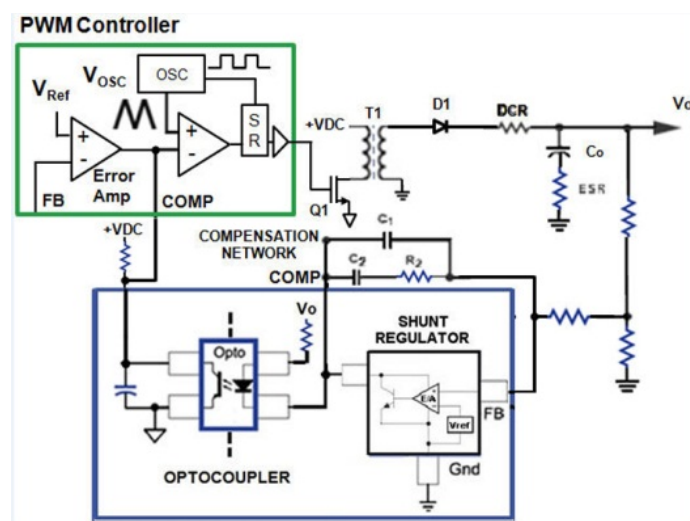 PWM Controller
VRef
VOSC
OSC
S
R
+
-
+
-
Error
Amp
FB
COMP
+VDC
T1
D1
DCR
Vo
Co
ESR
Q1
+VDC
COMPENSATION
NETWORK
C1
COMP
C2
R2
Vo
Opto
SHUNT
REGULATOR
E/A
Vref
FB
Gnd
OPTOCOUPLER